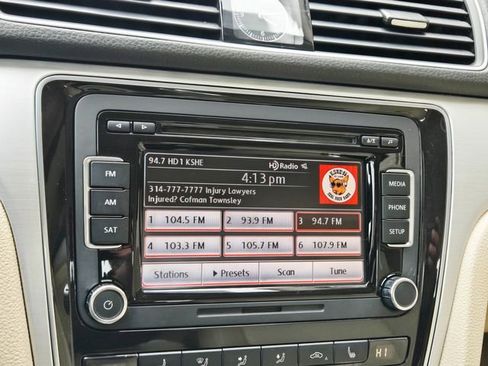 94.7 HD1 KSHE
HD Radio
4:13 pm
314-777-7777 Injury Lawyers
Injured? Cofman Townsley
1 104.5 FM 2 93.9 FM 3 94.7 FM
4 103.3 FM 5 105.7 FM 6 107.9 FM
Stations Presets Scan Tune
FM
AM
SAT
MEDIA
PHONE
SETUP
HI